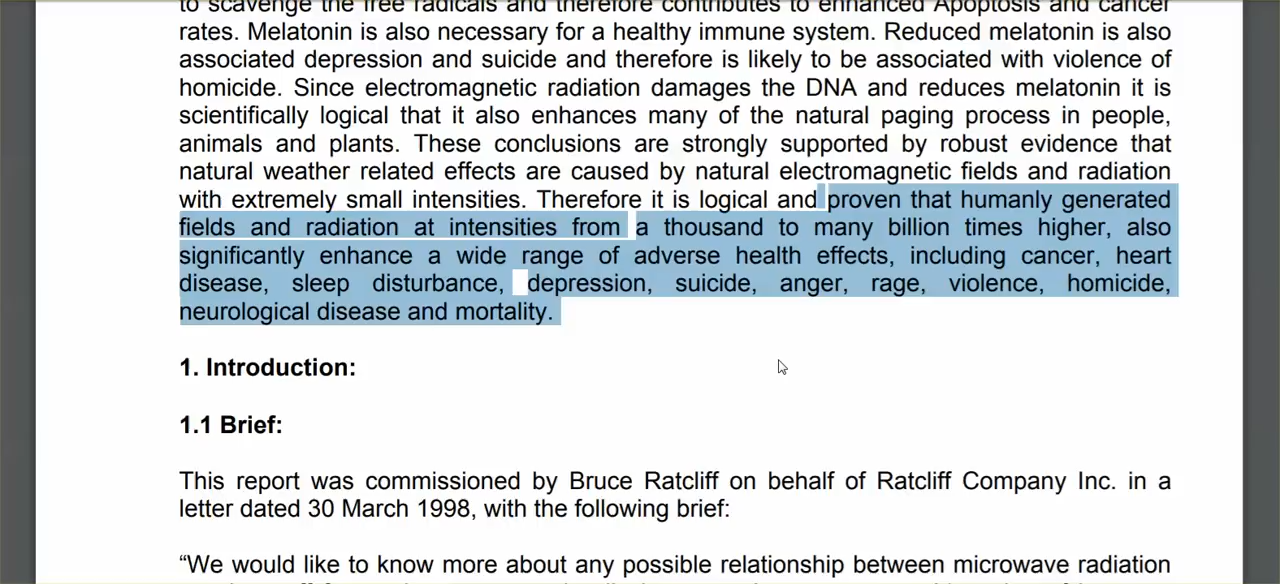 to scavenge the free radicals and therefore contributes to enhanced Apoptosis and cancer
rates. Melatonin is also necessary for a healthy immune system. Reduced melatonin is also
associated depression and suicide and therefore is likely to be associated with violence of
homicide. Since electromagnetic radiation damages the DNA and reduces melatonin it is
scientifically logical that it also enhances many of the natural paging process in people,
animals and plants. These conclusions are strongly supported by robust evidence that
natural weather related effects are caused by natural electromagnetic fields and radiation
with extremely small intensities. Therefore it is logical and proven that humanly generated
fields and radiation at intensities from a thousand to many billion times higher, also
significantly enhance a wide range of adverse health effects, including cancer, heart
disease, sleep disturbance, depression, suicide, anger, rage, violence, homicide,
neurological disease and mortality.
1. Introduction:
1.1 Brief:
This report was commissioned by Bruce Ratcliff on behalf of Ratcliff Company Inc. in a
letter dated 30 March 1998, with the following brief:
“We would like to know more about any possible relationship between microwave radiation